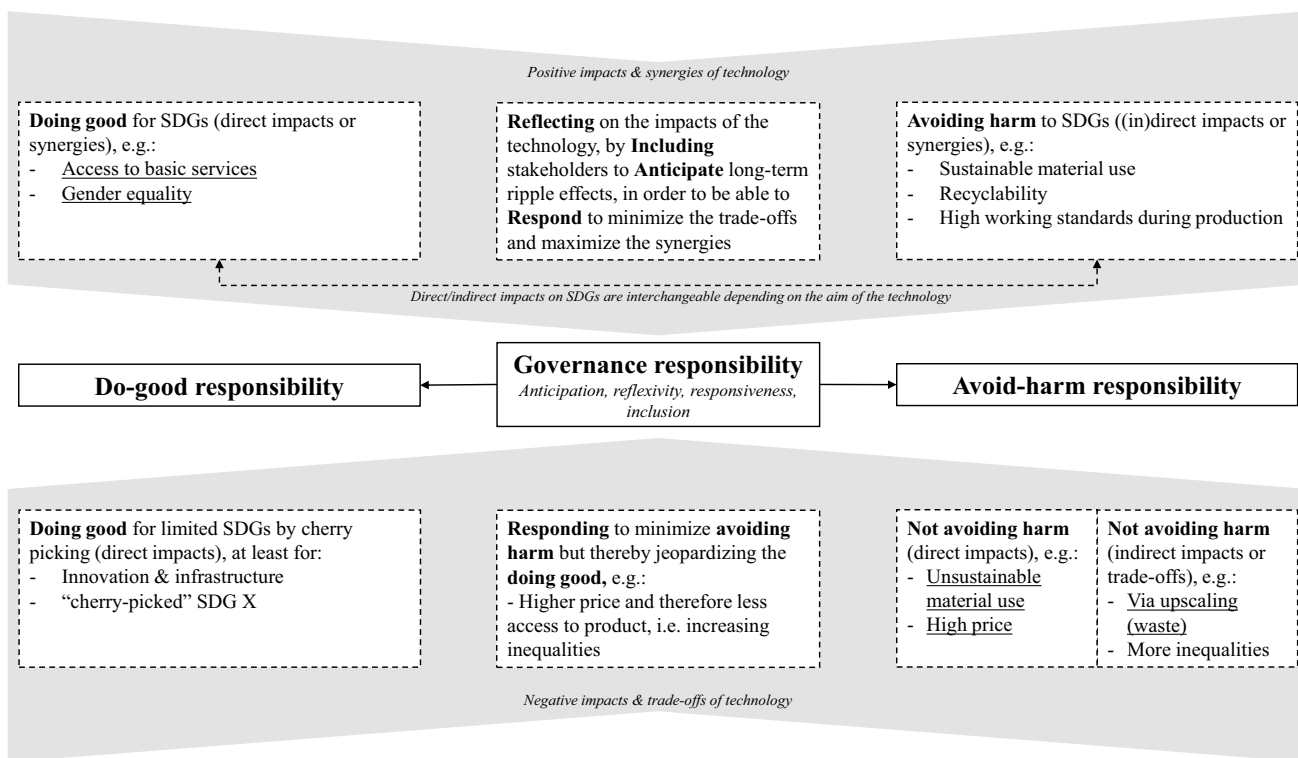 Positive impacts & synergies of technology
Doing good for SDGs (direct impacts or
synergies), e.g.:
- Access to basic services
- Gender equality
Reflecting on the impacts of the
technology, by Including
stakeholders to Anticipate long-term
ripple effects, in order to be able to
Respond to minimize the trade-offs
and maximize the synergies
Avoiding harm to SDGs ((in)direct impacts or
synergies), e.g.:
- Sustainable material use
- Recyclability
- High working standards during production
Direct/indirect impacts on SDGs are interchangeable depending on the aim of the technology
Do-good responsibility
Governance responsibility
Anticipation, reflexivity, responsiveness,
inclusion
Avoid-harm responsibility
Doing good for limited SDGs by cherry
picking (direct impacts), at least for:
- Innovation & infrastructure
- “cherry-picked” SDG X
Responding to minimize avoiding
harm but thereby jeopardizing the
doing good, e.g.:
- Higher price and therefore less
access to product, i.e. increasing
inequalities
Not avoiding harm
(direct impacts), e.g.:
- Unsustainable
material use
- High price
Not avoiding harm
(indirect impacts or
trade-offs), e.g.:
- Via upscaling
(waste)
- More inequalities
Negative impacts & trade-offs of technology